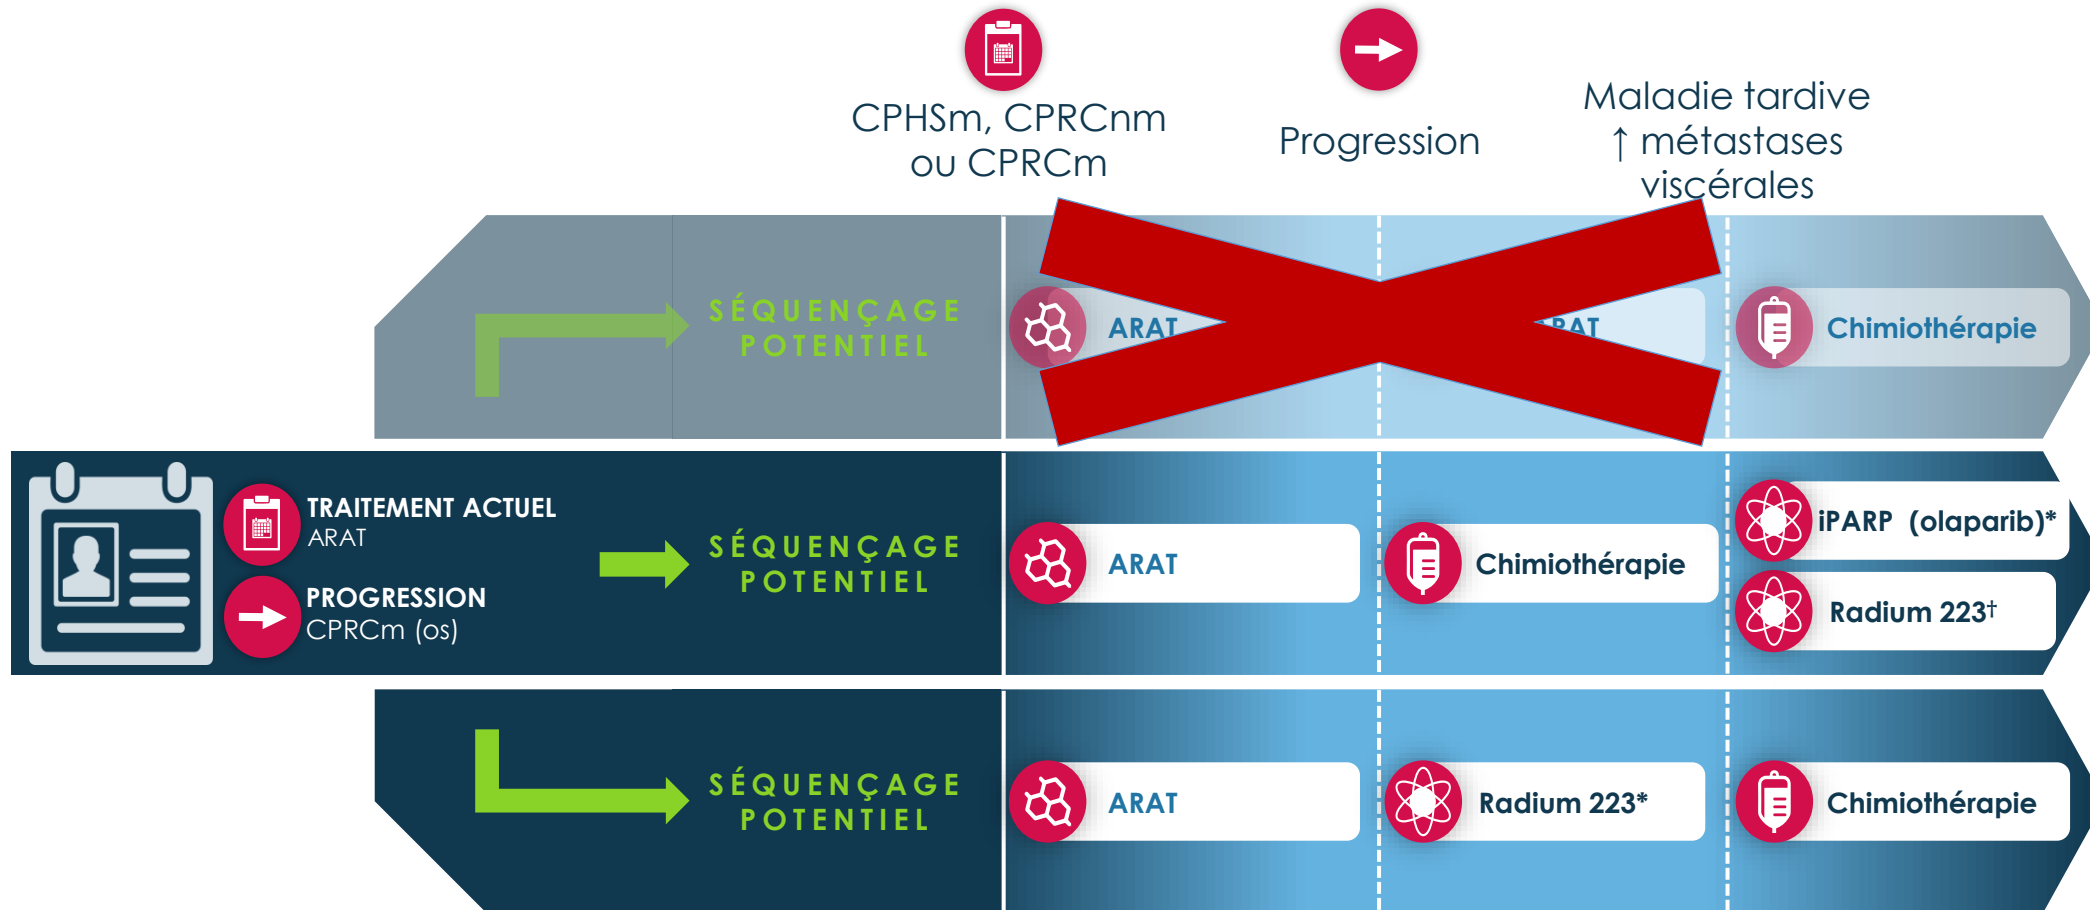 CPHSm, CPRCnm
ou CPRCm
Progression
Maladie tardive
↑ métastases
viscérales
SÉQUENÇAGE
POTENTIEL
ARAT
ARAT
Chimiothérapie
TRAITEMENT ACTUEL
ARAT
PROGRESSION
CPRCm (os)
SÉQUENÇAGE
POTENTIEL
ARAT
Chimiothérapie
iPARP (olaparib)*
Radium 223†
SÉQUENÇAGE
POTENTIEL
ARAT
Radium 223*
Chimiothérapie